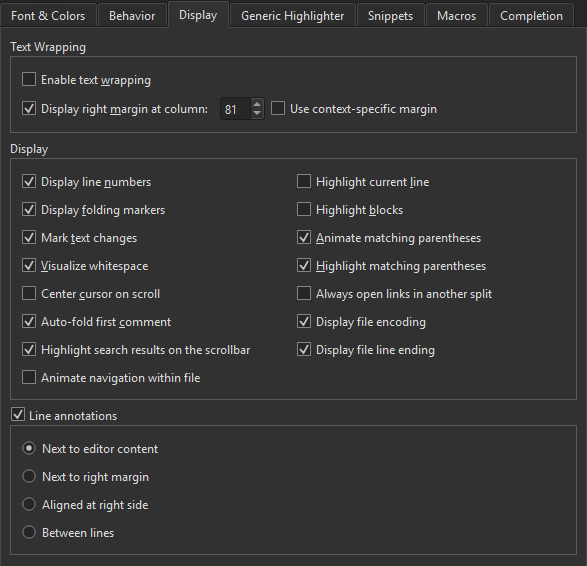 Font & Colors Behavior Display Generic Highlighter Snippets Macros Completion
Text Wrapping
Enable text wrapping
Display right margin at column: 81 Use context-specific margin
Display
Display line numbers Highlight current line
Display folding markers Highlight blocks
Mark text changes Animate matching parentheses
Visualize whitespace Highlight matching parentheses
Center cursor on scroll Always open links in another split
Auto-fold first comment Display file encoding
Highlight search results on the scrollbar Display file line ending
Animate navigation within file
Line annotations
Next to editor content
Next to right margin
Aligned at right side
Between lines